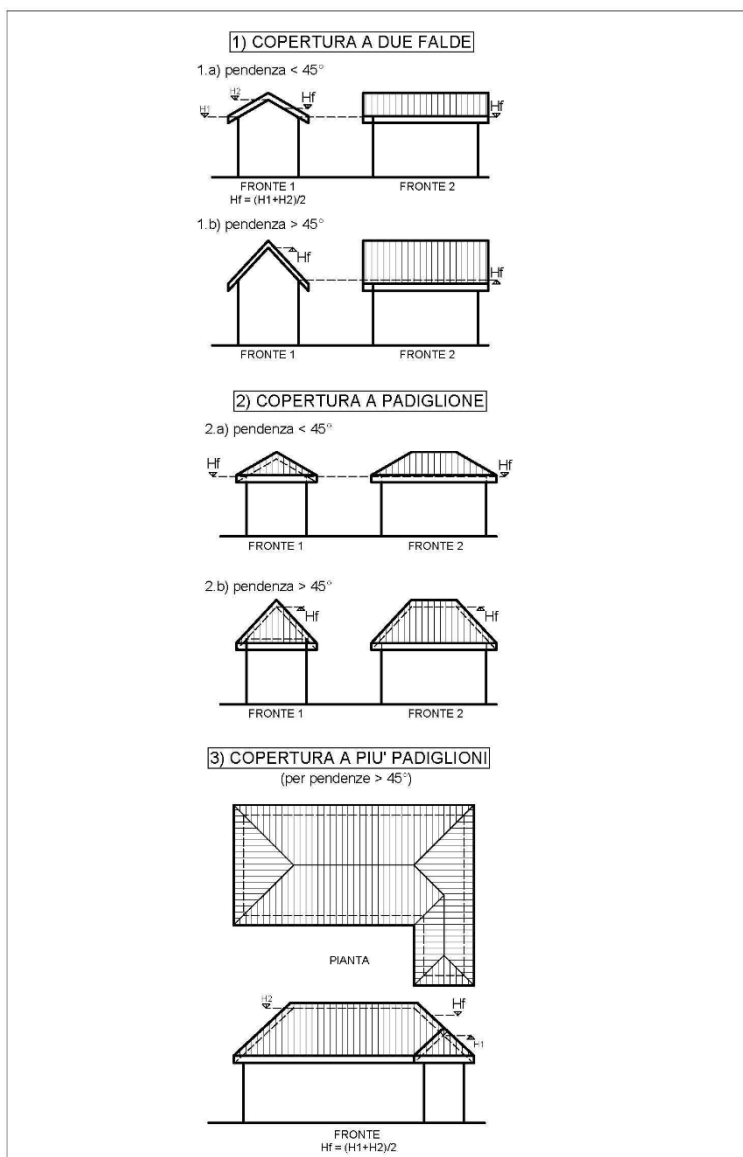 1) COPERTURA A DUE FALDE
1.a) pendenza < 45°
H2
Hf
H1
Hf
FRONTE 1
FRONTE 2
Hf = (H1+H2)/2
1.b) pendenza > 45°
Hf
Hf
FRONTE 1
FRONTE 2
2) COPERTURA A PADIGLIONE
2.a) pendenza < 45°
Hf
Hf
FRONTE 1
FRONTE 2
2.b) pendenza > 45°
Hf
Hf
FRONTE 1
FRONTE 2
3) COPERTURA A PIU' PADIGLIONI
(per pendenze > 45°)
PIANTA
H2
Hf
H1
FRONTE
Hf = (H1+H2)/2